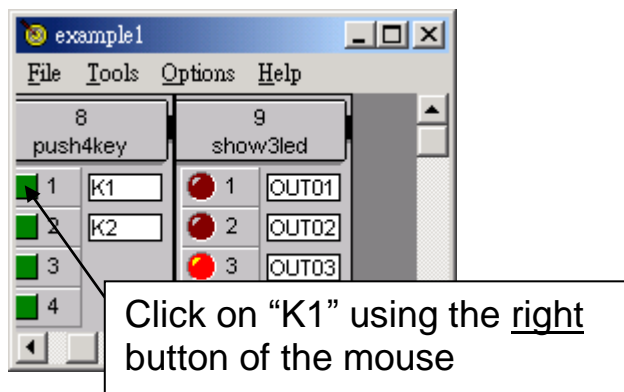 example1
File Tools Options Help
8
push4key
9
show3led
1 K1
2 K2
3
4
1 OUT01
2 OUT02
3 OUT03
Click on “K1” using the right
button of the mouse